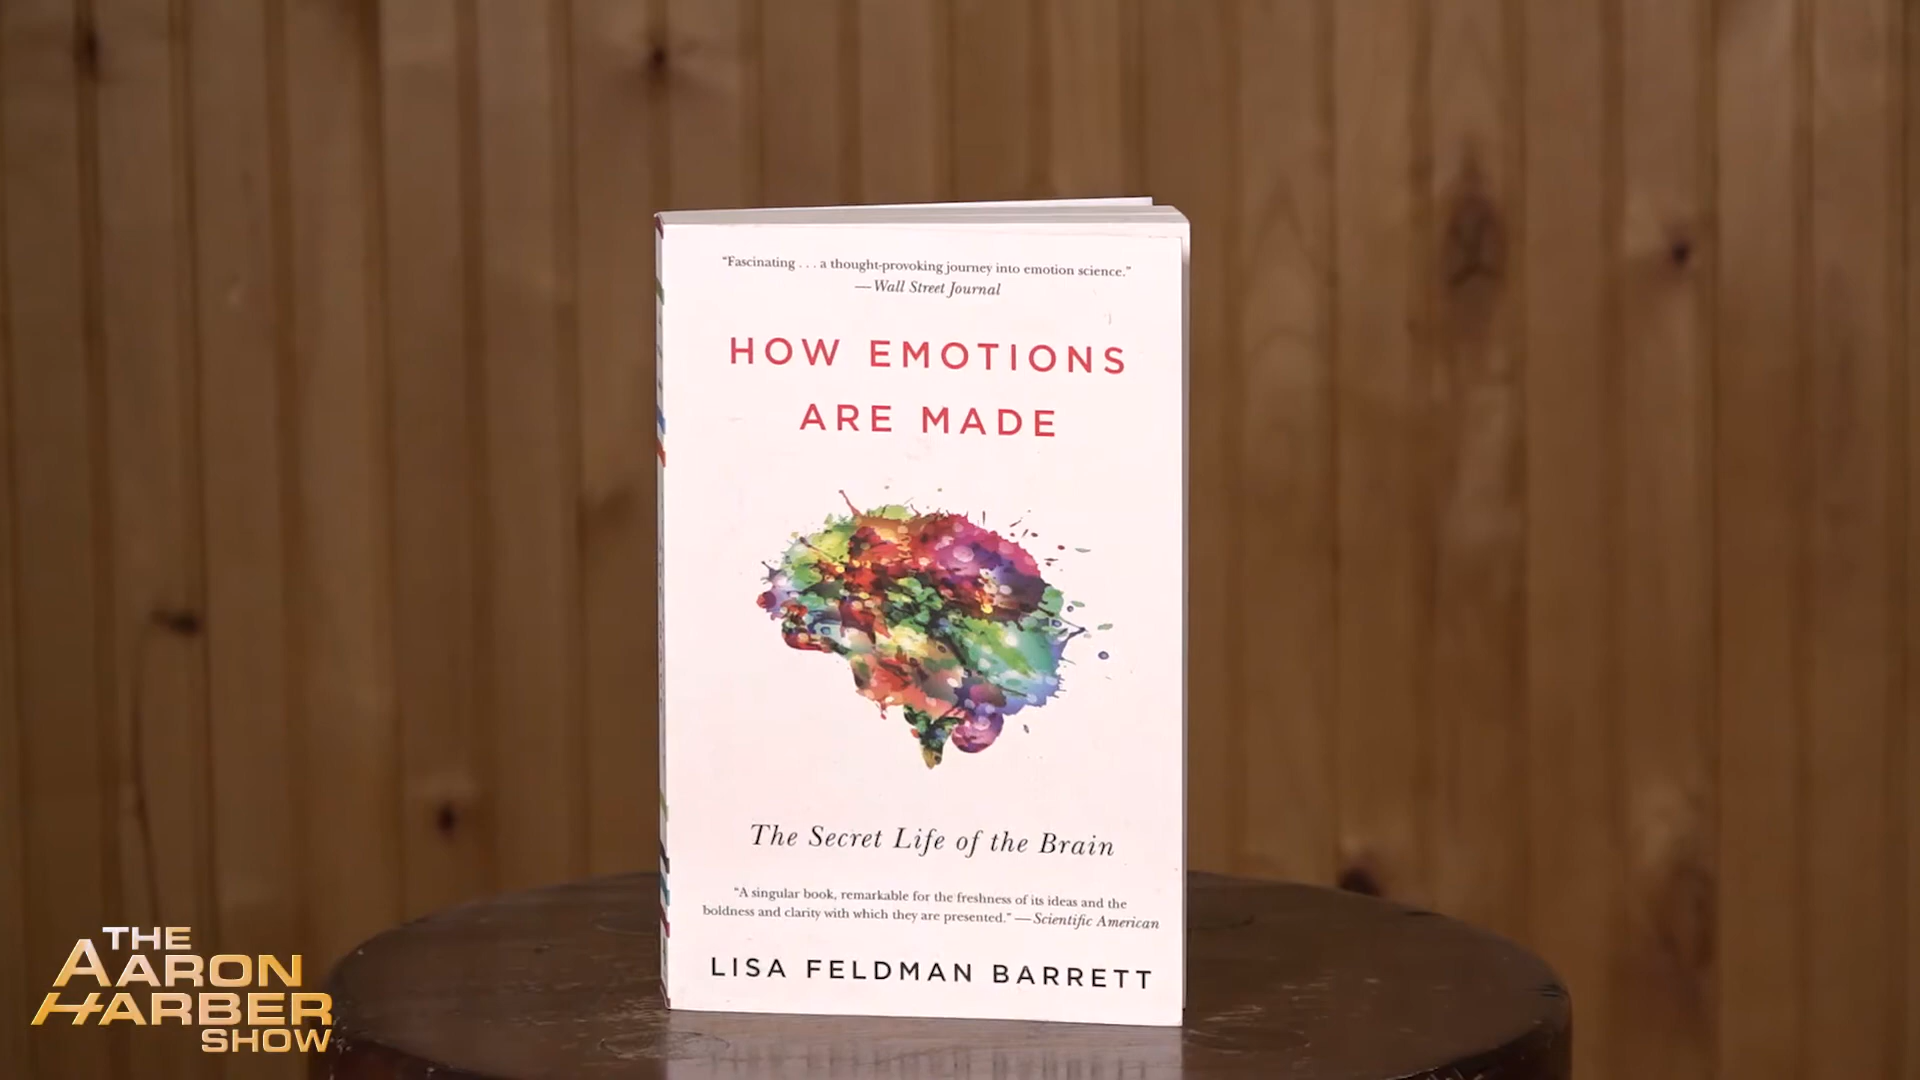 “Fascinating . . . a thought-provoking journey into emotion science.”
—Wall Street Journal
HOW EMOTIONS
ARE MADE
The Secret Life of the Brain
“A singular book, remarkable for the freshness of its ideas and the
boldness and clarity with which they are presented.” —Scientific American
LISA FELDMAN BARRETT
THE
AARON
HARBER
SHOW